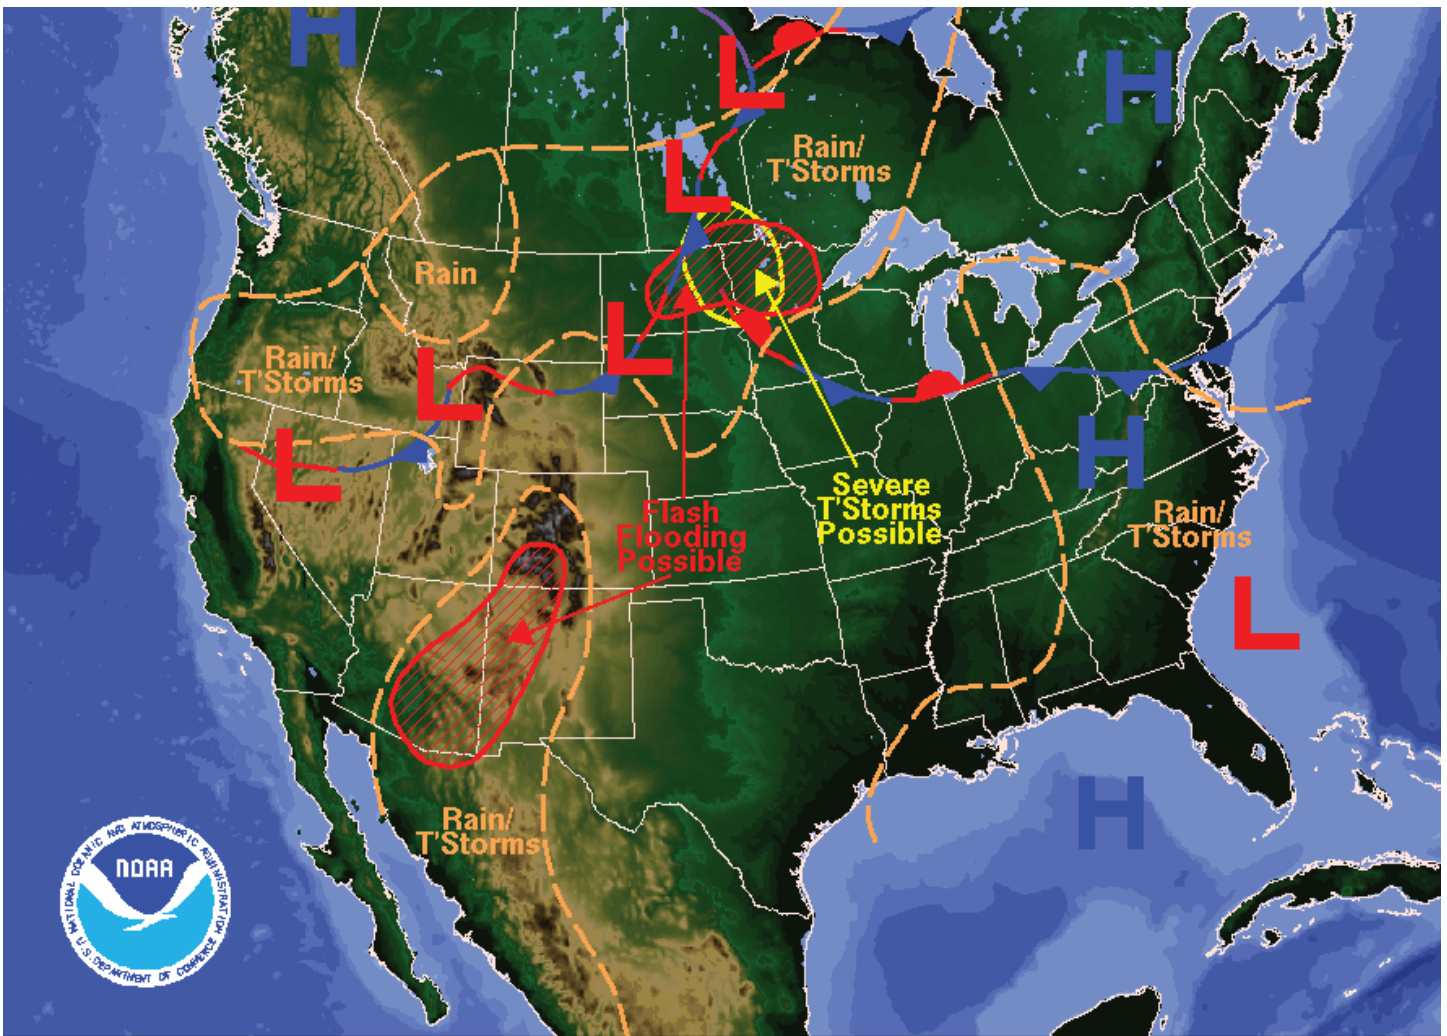 H
L
H
Rain/
T'Storms
L
Rain
L
Rain/
T'Storms
L
H
L
Severe
T'Storms
Possible
Flash
Flooding
Possible
Rain/
T'Storms
L
H
Rain/
T'Storms
NATIONAL OCEANIC AND ATMOSPHERIC ADMINISTRATION
NOAA
U.S. DEPARTMENT OF COMMERCE